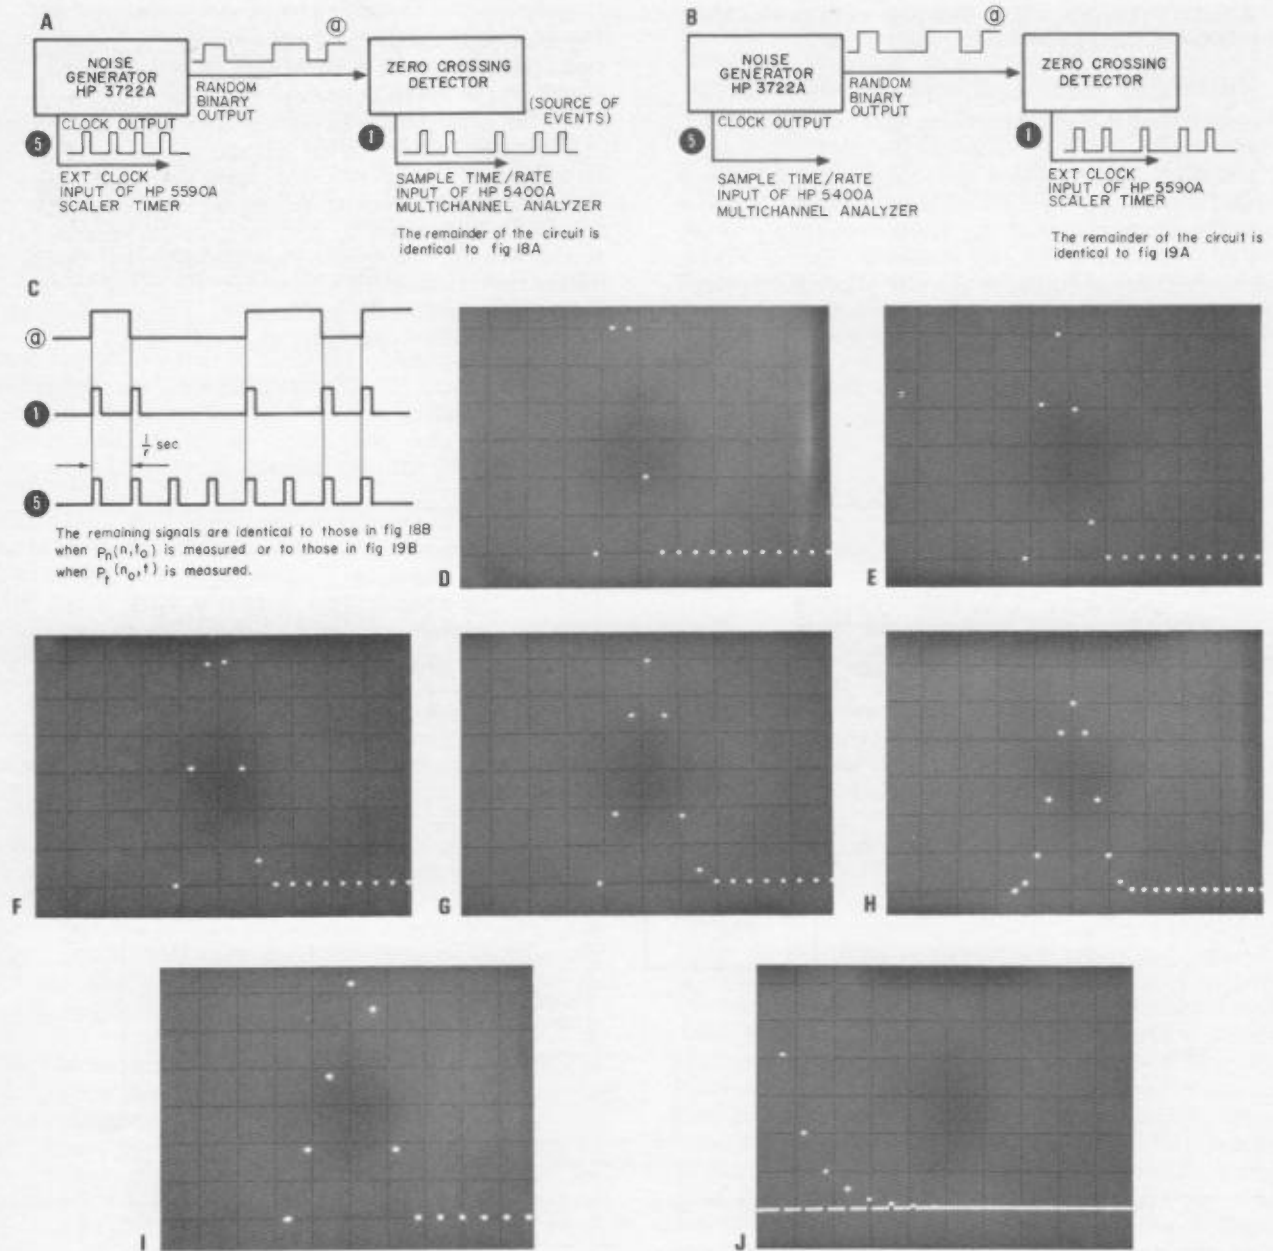 A
NOISE
GENERATOR
HP 3722A
ⓐ
RANDOM
BINARY
OUTPUT
ZERO CROSSING
DETECTOR
(SOURCE OF
EVENTS)
CLOCK OUTPUT
5
EXT CLOCK
INPUT OF HP 5590A
SCALER TIMER
1
SAMPLE TIME/RATE
INPUT OF HP 5400A
MULTICHANNEL ANALYZER
The remainder of the circuit is
identical to fig 18A
B
NOISE
GENERATOR
HP 3722A
ⓐ
RANDOM
BINARY
OUTPUT
ZERO CROSSING
DETECTOR
CLOCK OUTPUT
5
SAMPLE TIME/RATE
INPUT OF HP 5400A
MULTICHANNEL ANALYZER
1
EXT CLOCK
INPUT OF HP 5590A
SCALER TIMER
The remainder of the circuit is
identical to fig 19A
C
ⓐ
1
1/r sec
5
The remaining signals are identical to those in fig 18B
when Pn(n,to) is measured or to those in fig 19B
when Pt(no,t) is measured.
D
E
F
G
H
I
J